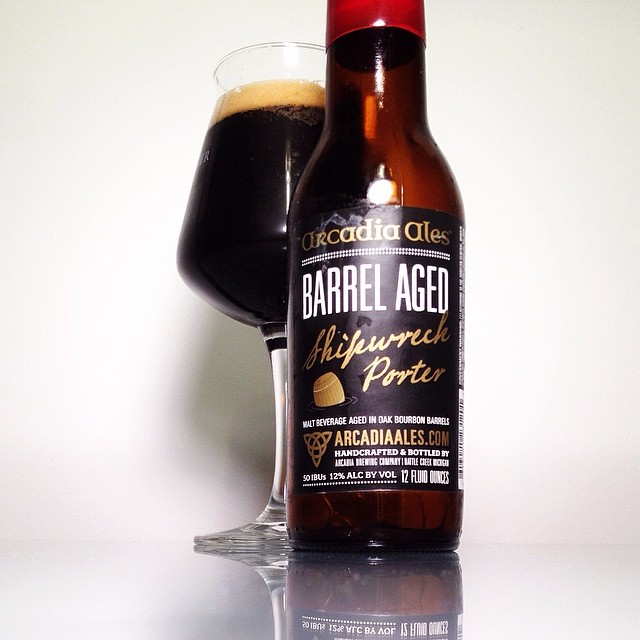 Arcadia Ales
BARREL AGED
Shipwreck
Porter
MALT BEVERAGE AGED IN OAK BOURBON BARRELS
ARCADIAALES.COM
HANDCRAFTED & BOTTLED BY
ARCADIA BREWING COMPANY | BATTLE CREEK MICHIGAN
50 IBUs 12% ALC BY VOL 12 FLUID OUNCES